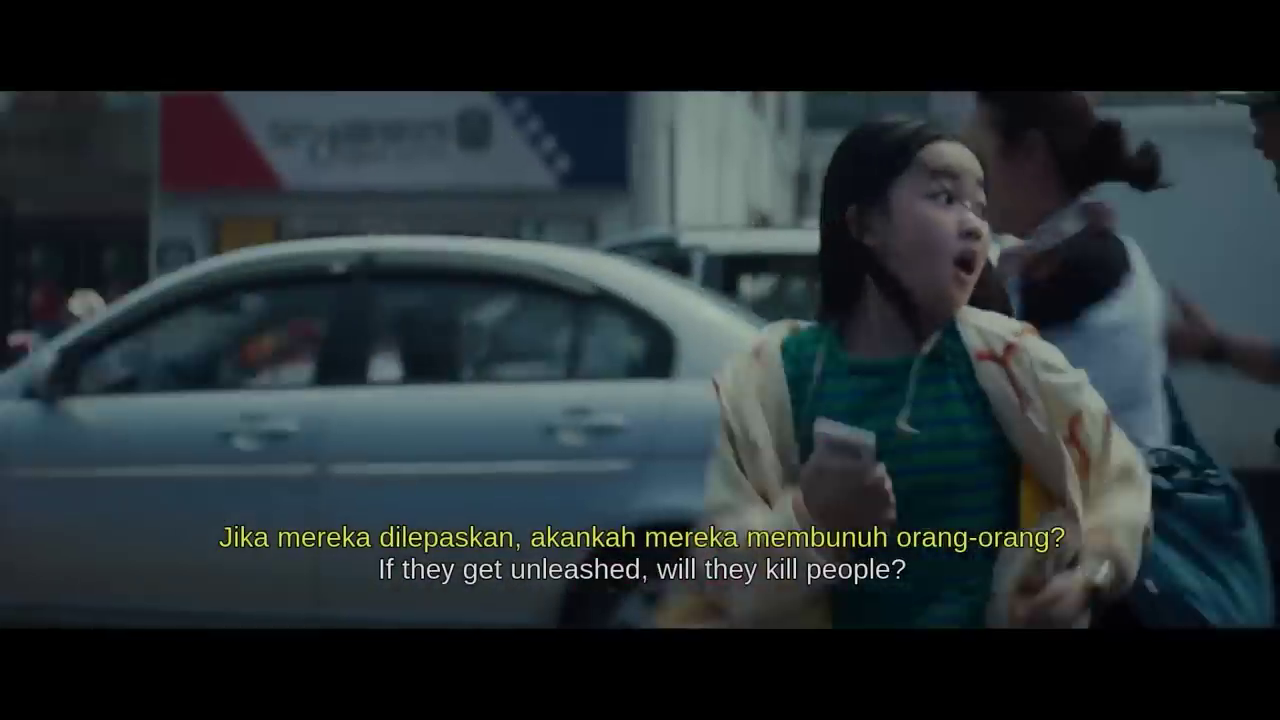 Jika mereka dilepaskan, akankah mereka membunuh orang-orang?
If they get unleashed, will they kill people?